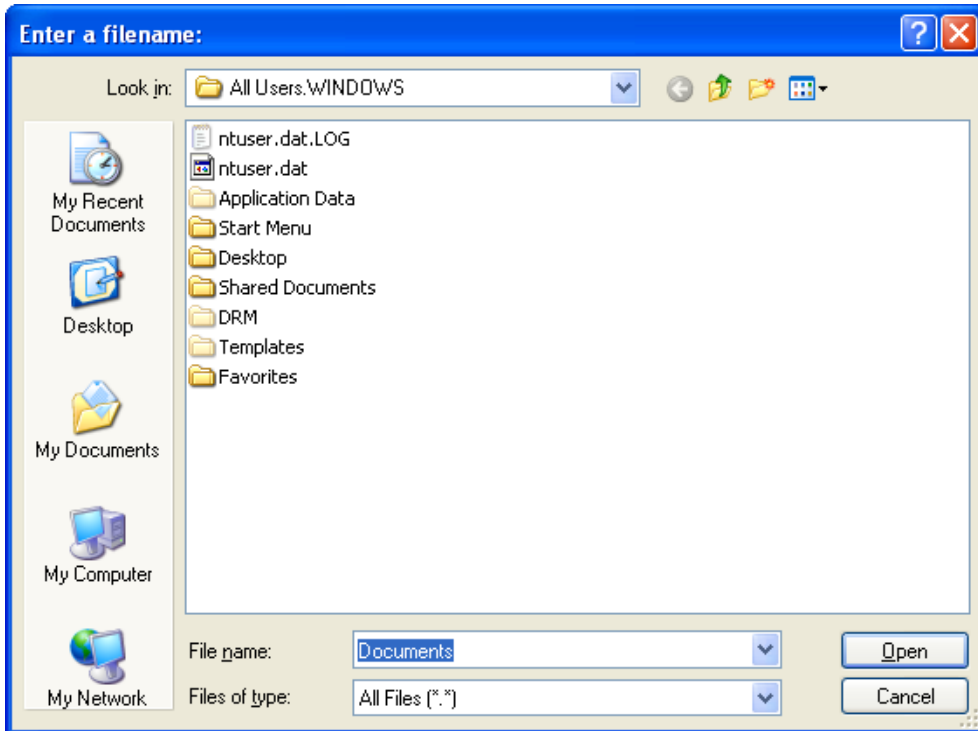 Enter a filename:
Look in: All Users.WINDOWS
ntuser.dat.LOG
ntuser.dat
Application Data
Start Menu
Desktop
Shared Documents
DRM
Templates
Favorites
My Recent
Documents
Desktop
My Documents
My Computer
My Network
File name: Documents Open
Files of type: All Files (*.*) Cancel